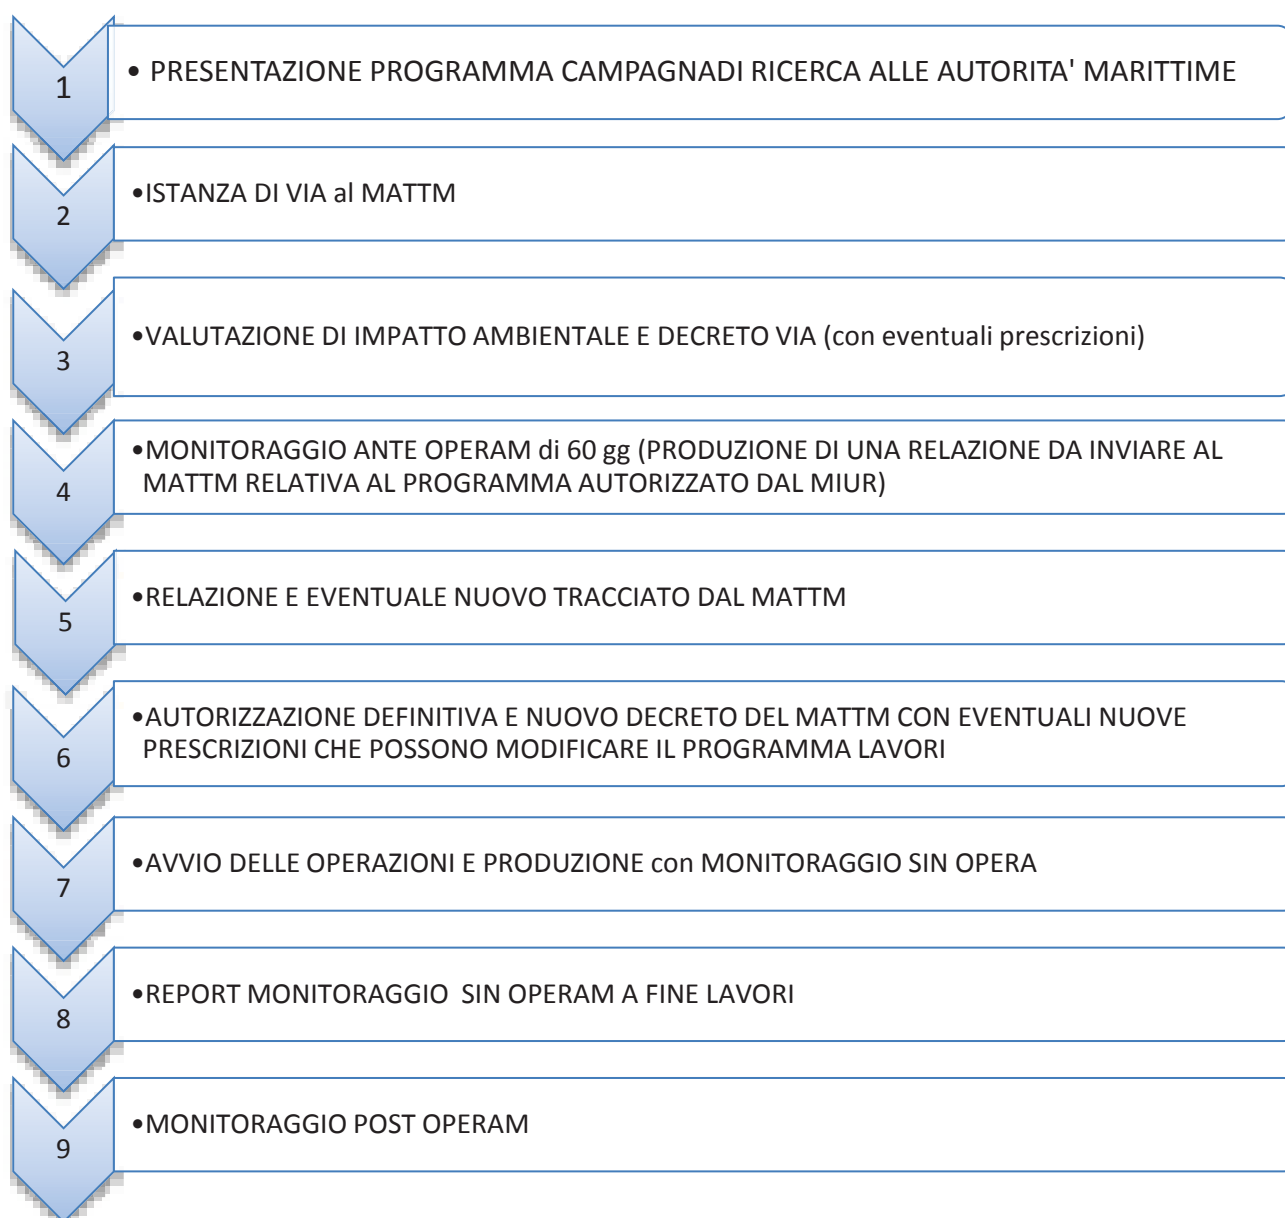 1
• PRESENTAZIONE PROGRAMMA CAMPAGNADI RICERCA ALLE AUTORITA' MARITTIME
2
•ISTANZA DI VIA al MATTM
3
•VALUTAZIONE DI IMPATTO AMBIENTALE E DECRETO VIA (con eventuali prescrizioni)
4
•MONITORAGGIO ANTE OPERAM di 60 gg (PRODUZIONE DI UNA RELAZIONE DA INVIARE AL
MATTM RELATIVA AL PROGRAMMA AUTORIZZATO DAL MIUR)
5
•RELAZIONE E EVENTUALE NUOVO TRACCIATO DAL MATTM
6
•AUTORIZZAZIONE DEFINITIVA E NUOVO DECRETO DEL MATTM CON EVENTUALI NUOVE
PRESCRIZIONI CHE POSSONO MODIFICARE IL PROGRAMMA LAVORI
7
•AVVIO DELLE OPERAZIONI E PRODUZIONE con MONITORAGGIO SIN OPERA
8
•REPORT MONITORAGGIO  SIN OPERAM A FINE LAVORI
9
•MONITORAGGIO POST OPERAM